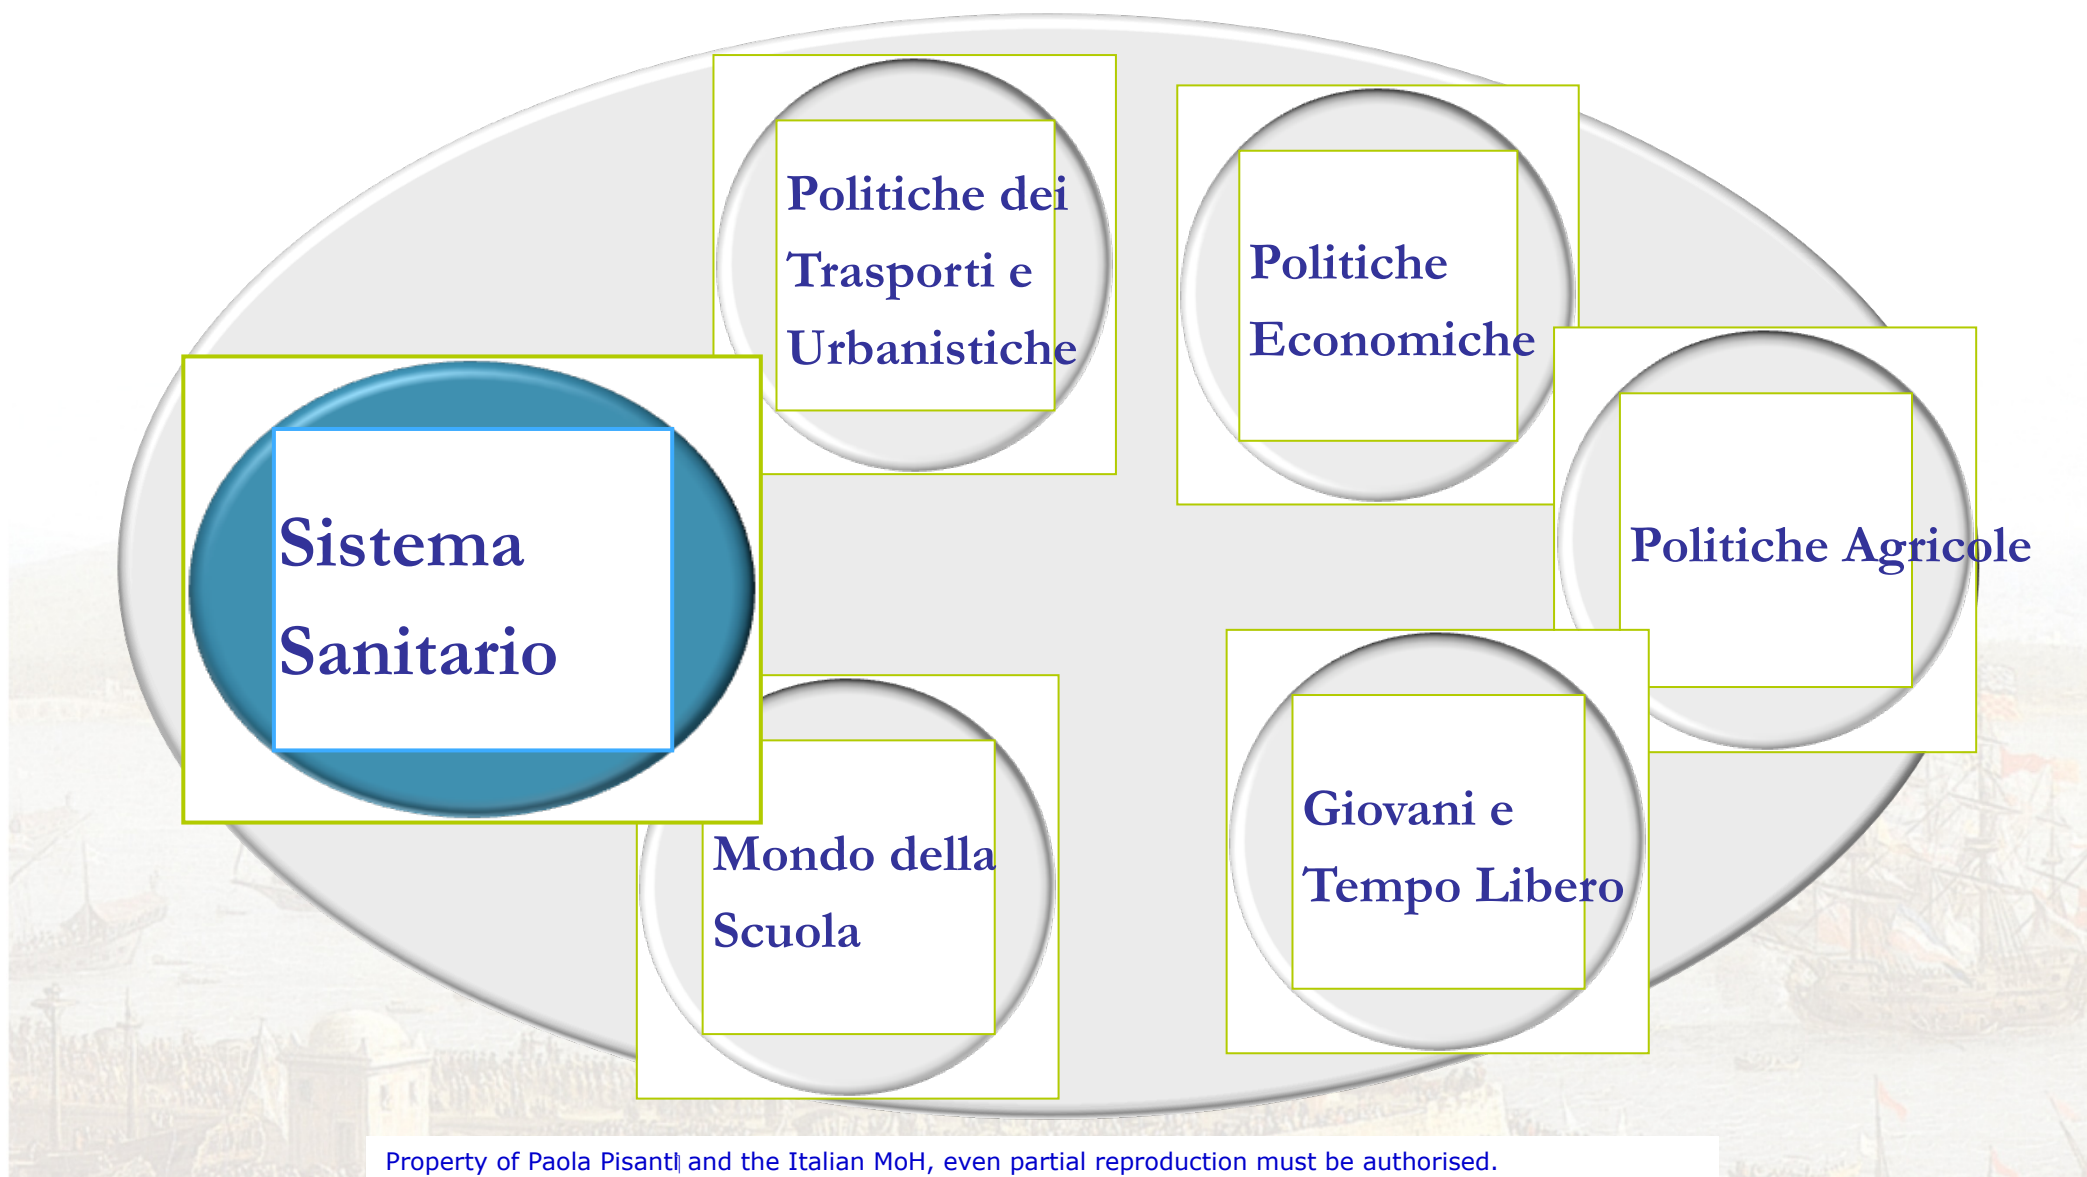 Politiche dei
Trasporti e
Urbanistiche
Politiche
Economiche
Politiche Agricole
Sistema
Sanitario
Giovani e
Tempo Libero
Mondo della
Scuola
Property of Paola Pisanti and the Italian MoH, even partial reproduction must be authorised.